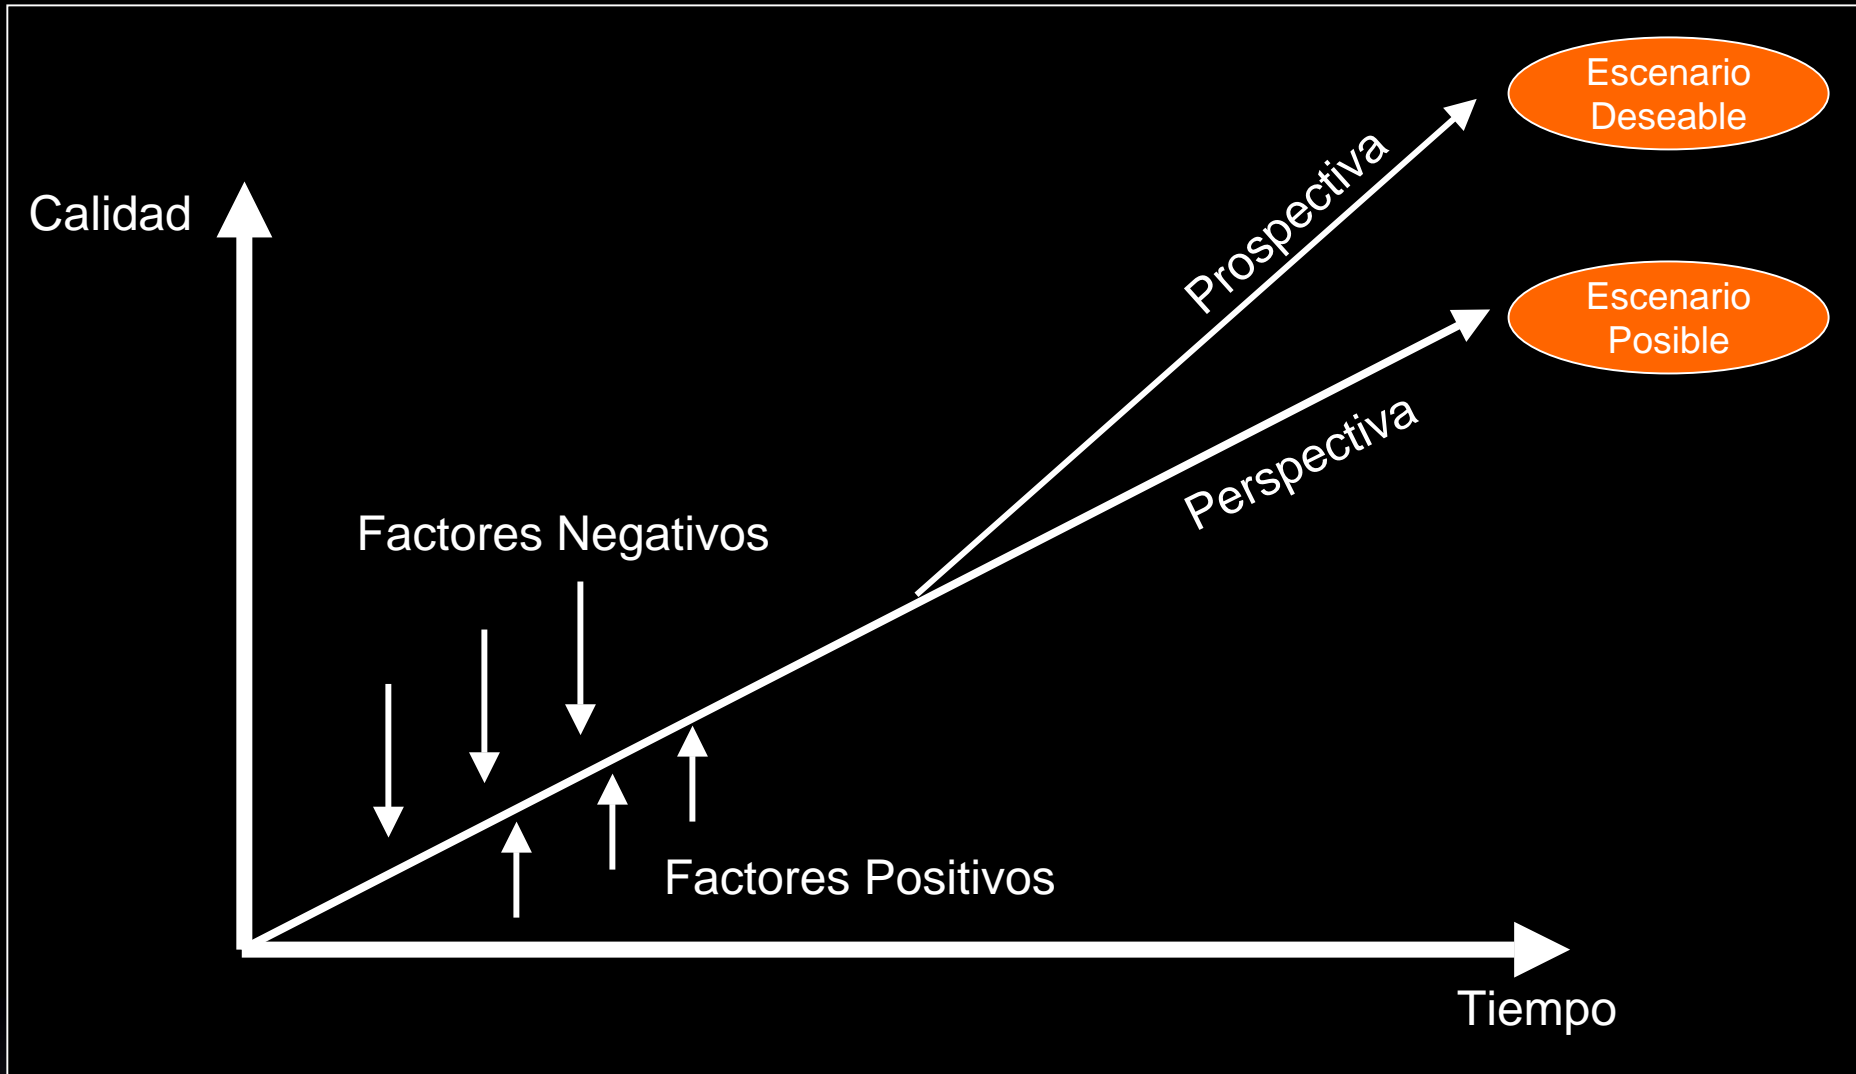 Escenario
Deseable
Prospectiva
Calidad
Escenario
Posible
Perspectiva
Factores Negativos
Factores Positivos
Tiempo